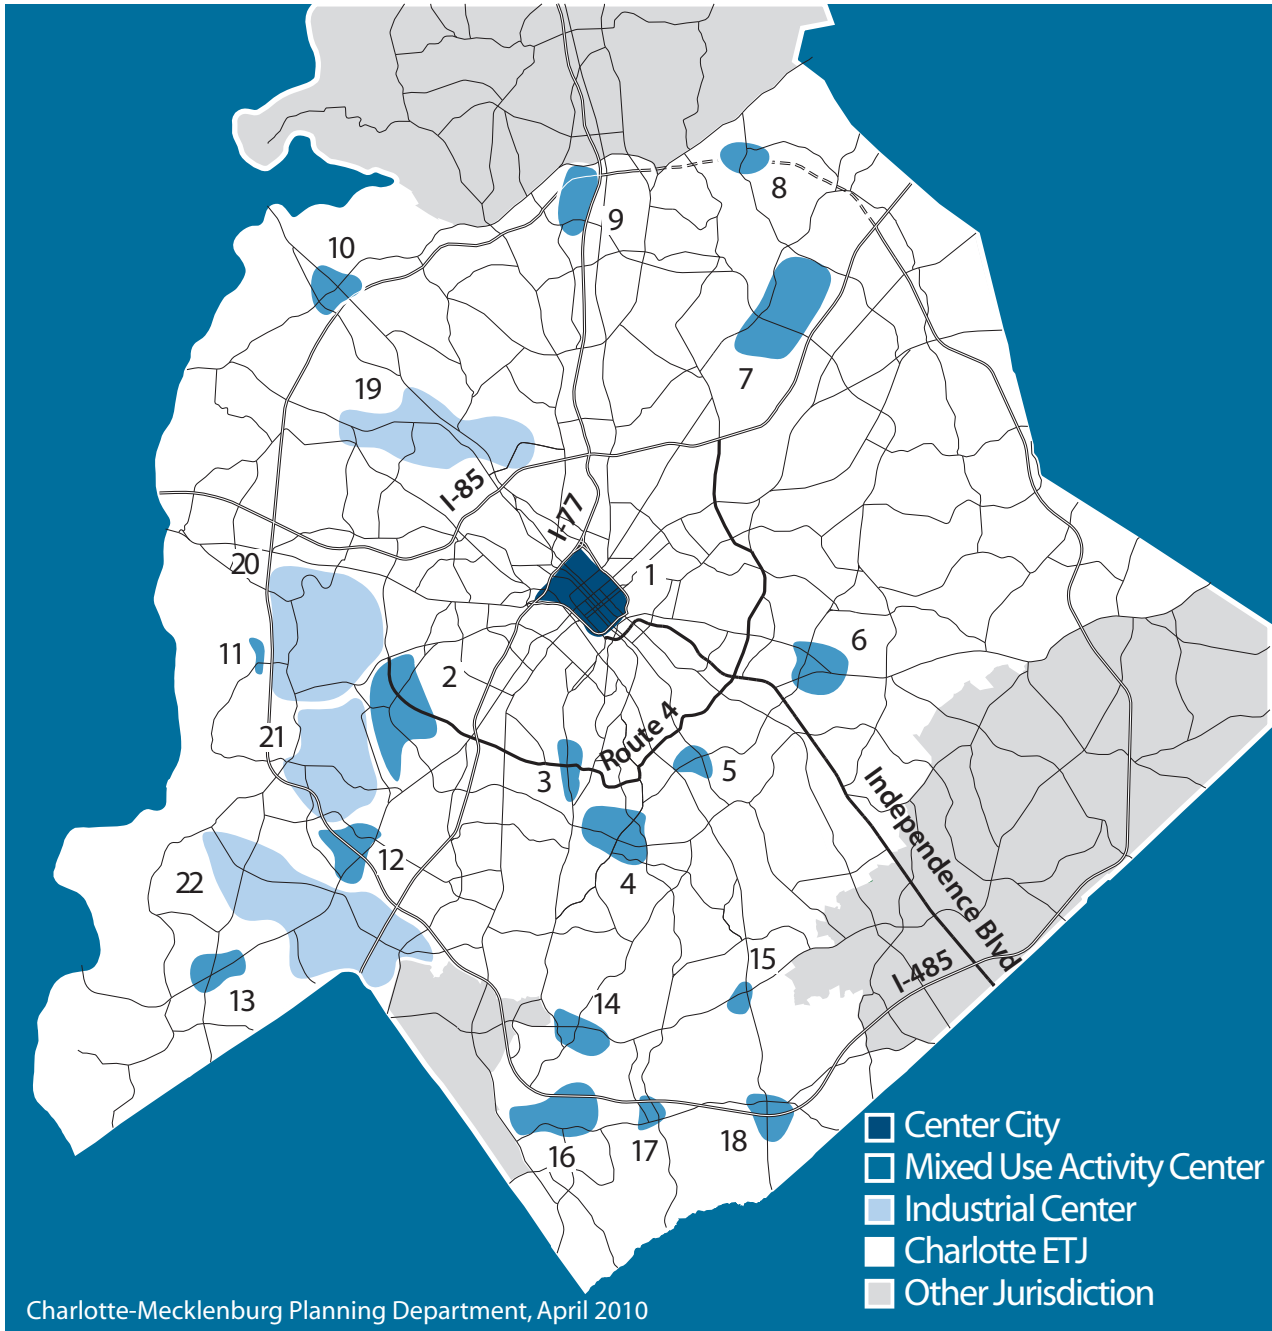 8
9
10
7
19
I-85
I-77
20
1
11
2
6
21
Route 4
3
5
Independence Blvd
12
22
4
15
I-485
13
14
Center City
16
17
18
Mixed Use Activity Center
Industrial Center
Charlotte ETJ
Other Jurisdiction
Charlotte-Mecklenburg Planning Department, April 2010